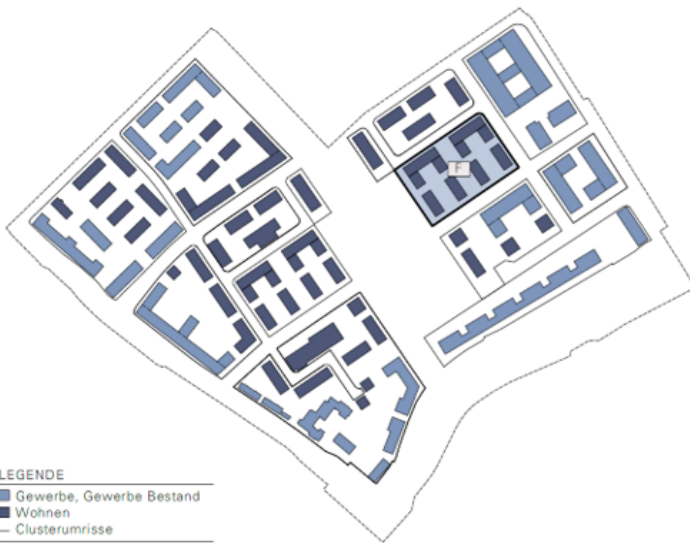 F
LEGENDE
Gewerbe, Gewerbe Bestand
Wohnen
Clusterumrisse